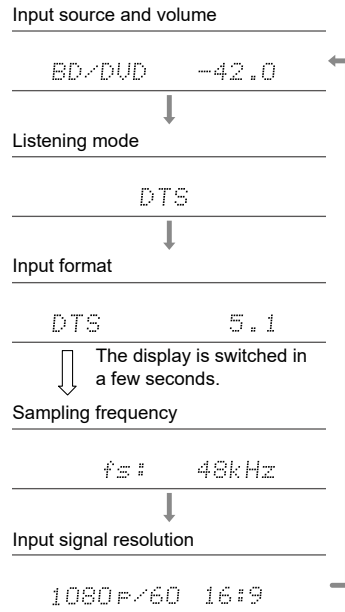 Input source and volume
BD/DVD -42.0
Listening mode
DTS
Input format
DTS 5.1
The display is switched in
a few seconds.
Sampling frequency
fs: 48kHz
Input signal resolution
1080p/60 16:9